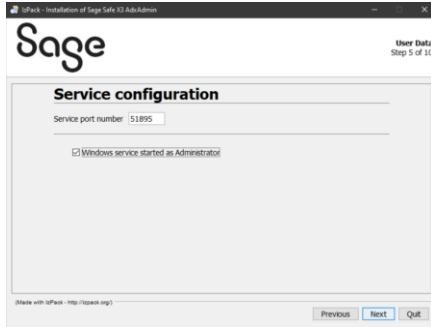 IzPack - Installation of Sage Safe X3 AdxAdmin
Sage
User Data
Step 5 of 10
Service configuration
Service port number 51895
Windows service started as Administrator
(Made with IzPack - http://izpack.org/)
Previous Next Quit